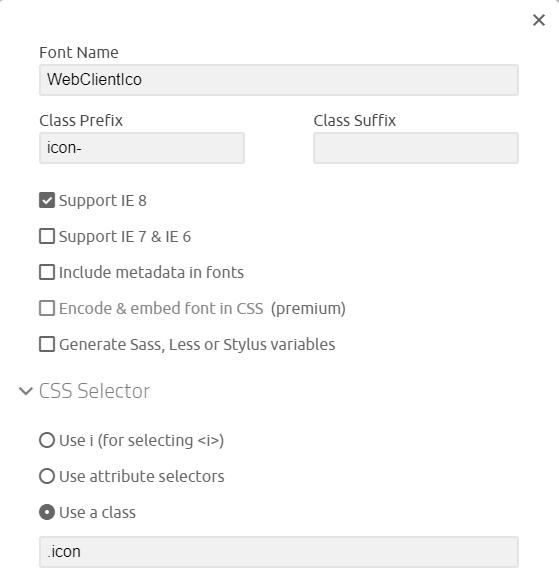 Font Name
WebClientIco
Class Prefix
Class Suffix
icon-
Support IE 8
Support IE 7 & IE 6
Include metadata in fonts
Encode & embed font in CSS (premium)
Generate Sass, Less or Stylus variables
CSS Selector
Use i (for selecting <i>)
Use attribute selectors
Use a class
.icon